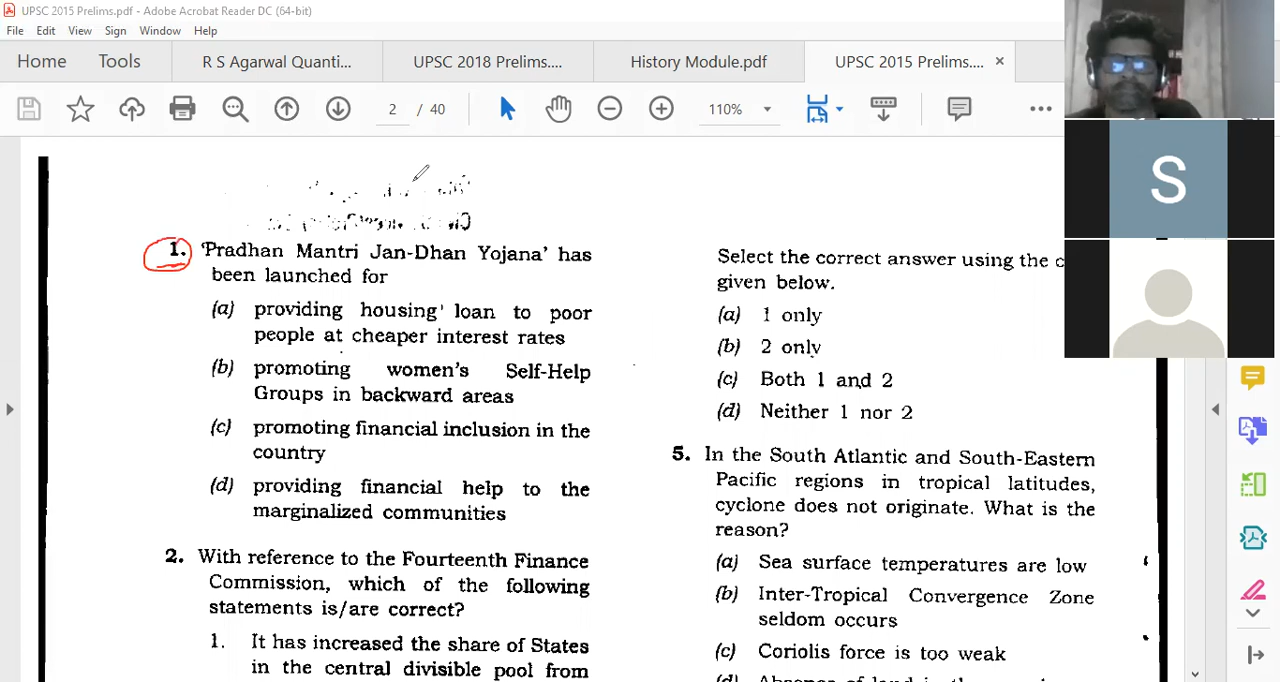 UPSC 2015 Prelims.pdf - Adobe Acrobat Reader DC (64-bit)
File Edit View Sign Window Help
Home Tools R S Agarwal Quanti... UPSC 2018 Prelims.... History Module.pdf UPSC 2015 Prelims.... ×
2 / 40 110%
S
1. 'Pradhan Mantri Jan-Dhan Yojana' has
been launched for
(a) providing housing loan to poor
people at cheaper interest rates
(b) promoting women's Self-Help
Groups in backward areas
(c) promoting financial inclusion in the
country
(d) providing financial help to the
marginalized communities
2. With reference to the Fourteenth Finance
Commission, which of the following
statements is/are correct?
1. It has increased the share of States
in the central divisible pool from
Select the correct answer using the c
given below.
(a) 1 only
(b) 2 only
(c) Both 1 and 2
(d) Neither 1 nor 2
5. In the South Atlantic and South-Eastern
Pacific regions in tropical latitudes,
cyclone does not originate. What is the
reason?
(a) Sea surface temperatures are low
(b) Inter-Tropical Convergence Zone
seldom occurs
(c) Coriolis force is too weak